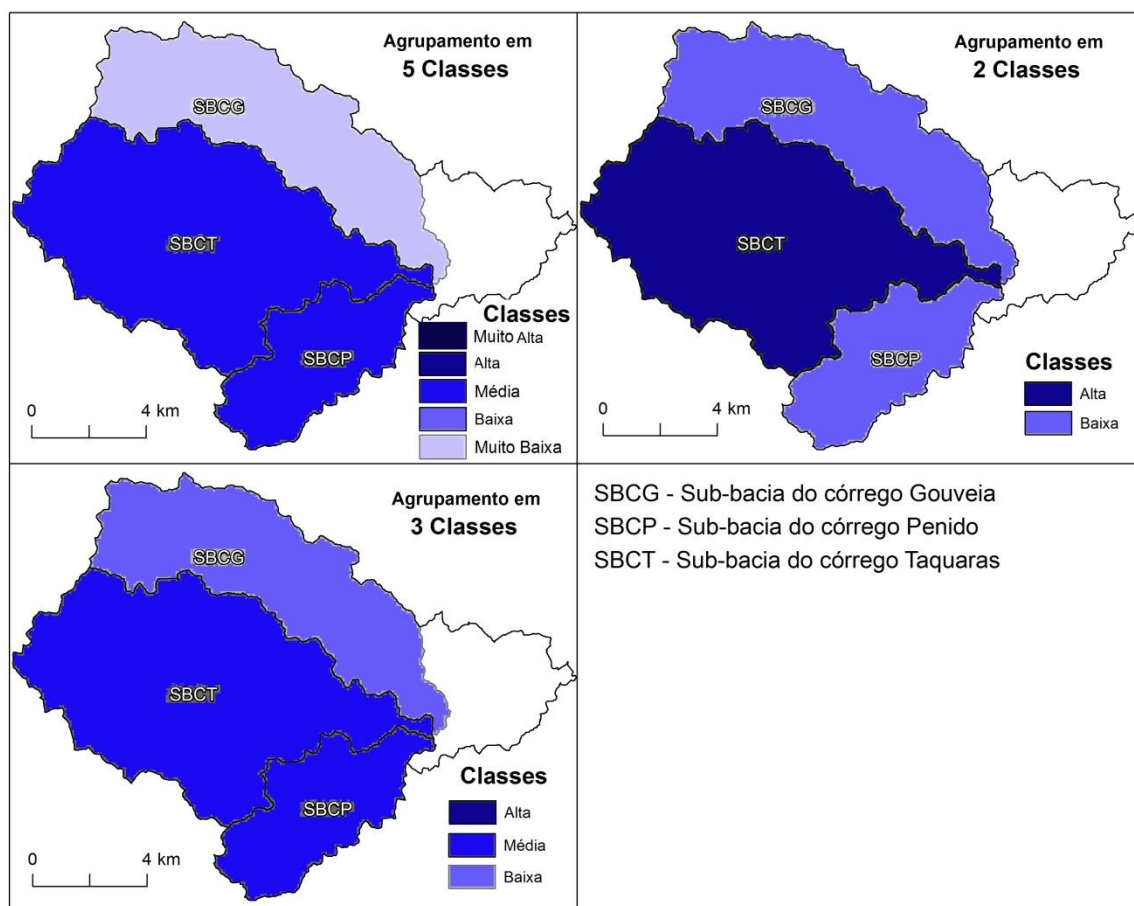 Agrupamento em
5 Classes
SBCG
SBCT
SBCP
Classes
Muito Alta
Alta
Média
Baixa
Muito Baixa
0 4 km
Agrupamento em
2 Classes
SBCG
SBCT
SBCP
Classes
Alta
Baixa
0 4 km
Agrupamento em
3 Classes
SBCG
SBCT
SBCP
Classes
Alta
Média
Baixa
0 4 km
SBCG - Sub-bacia do córrego Gouveia
SBCP - Sub-bacia do córrego Penido
SBCT - Sub-bacia do córrego Taquaras